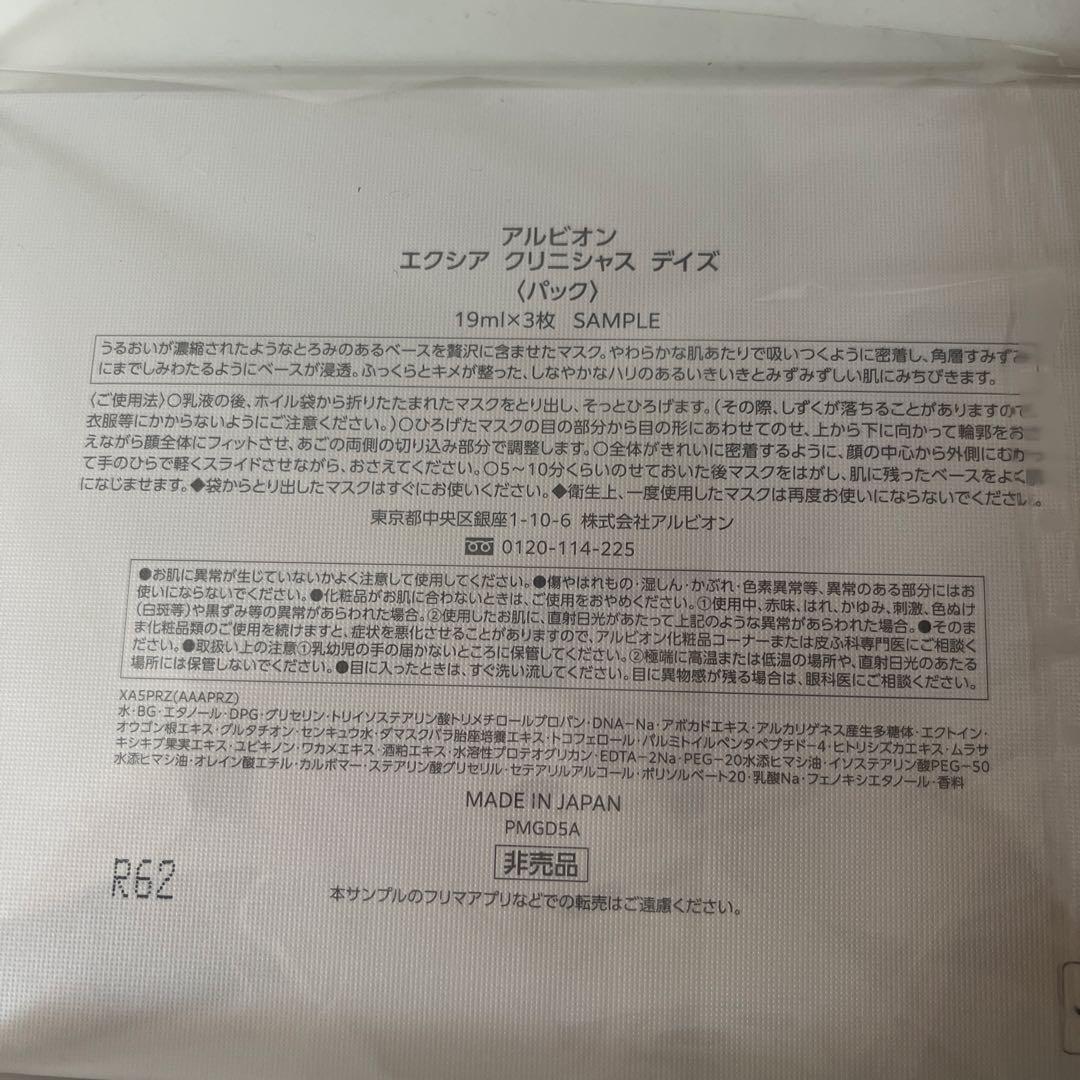 アルビオン
エクシア クリニシャス デイズ
〈パック〉
19ml×3枚 SAMPLE
うるおいが濃縮されたようなとろみのあるベースを贅沢に含ませたマスク。やわらかな肌あたりで吸いつくように密着し、角層すみずみ
にまでしみわたるようにベースが浸透。ふっくらとキメが整った、しなやかなハリのあるいきいきとみずみずしい肌にみちびきます。
〈ご使用法〉○乳液の後、ホイル袋から折りたたまれたマスクをとり出し、そっとひろげます。(その際、しずくが落ちることがありますので
衣服等にかからないようにご注意ください。)○ひろげたマスクの目の部分から目の形にあわせてのせ、上から下に向かって輪郭をおさ
えながら顔全体にフィットさせ、あごの両側の切り込み部分で調整します。○全体がきれいに密着するように、顔の中心から外側にむかっ
て手のひらで軽くスライドさせながら、おさえてください。○5～10分くらいのせておいた後マスクをはがし、肌に残ったベースをよく肌
になじませます。◆袋からとり出したマスクはすぐにお使いください。◆衛生上、一度使用したマスクは再度お使いにならないでください。
東京都中央区銀座1-10-6 株式会社アルビオン
0120-114-225
●お肌に異常が生じていないかよく注意して使用してください。●傷やはれもの・湿しん・かぶれ・色素異常等、異常のある部分にはお
使いにならないでください。●化粧品がお肌に合わないときは、ご使用をおやめください。①使用中、赤味、はれ、かゆみ、刺激、色ぬけ
(白斑等)や黒ずみ等の異常があらわれた場合。②使用したお肌に、直射日光があたって上記のような異常があらわれた場合。●そのま
ま化粧品類のご使用を続けますと、症状を悪化させることがありますので、アルビオン化粧品コーナーまたは皮ふ科専門医にご相談く
ださい。●取扱い上の注意①乳幼児の手の届かないところに保管してください。②極端に高温または低温の場所や、直射日光のあたる
場所には保管しないでください。●目に入ったときは、すぐ洗い流してください。目に異物感が残る場合は、眼科医にご相談ください。
XA5PRZ(AAAPRZ)
水・BG・エタノール・DPG・グリセリン・トリイソステアリン酸トリメチロールプロパン・DNA-Na・アボカドエキス・アルカリゲネス産生多糖体・エクトイン・
オウゴン根エキス・グルタチオン・センキュウ水・ダマスクバラ胎座培養エキス・トコフェロール・パルミトイルペンタペプチド-4・ヒトリシズカエキス・ムラサ
キシキブ果実エキス・ユビキノン・ワカメエキス・酒粕エキス・水溶性プロテオグリカン・EDTA-2Na・PEG-20水添ヒマシ油・イソステアリン酸PEG-50
水添ヒマシ油・オレイン酸エチル・カルボマー・ステアリン酸グリセリル・セテアリルアルコール・ポリソルベート20・乳酸Na・フェノキシエタノール・香料
MADE IN JAPAN
PMGD5A
非売品
R62
本サンプルのフリマアプリなどでの転売はご遠慮ください。